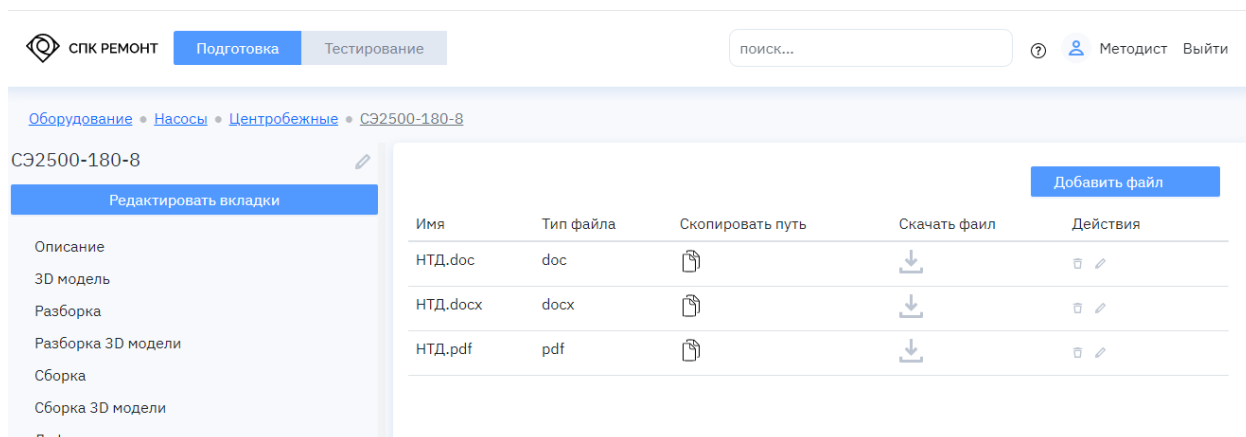 СПК РЕМОНТ Подготовка Тестирование поиск... Методист Выйти
Оборудование • Насосы • Центробежные • СЭ2500-180-8
СЭ2500-180-8
Редактировать вкладки
Описание
3D модель
Разборка
Разборка 3D модели
Сборка
Сборка 3D модели
Добавить файл
Имя Тип файла Скопировать путь Скачать фаил Действия
НТД.doc doc
НТД.docx docx
НТД.pdf pdf